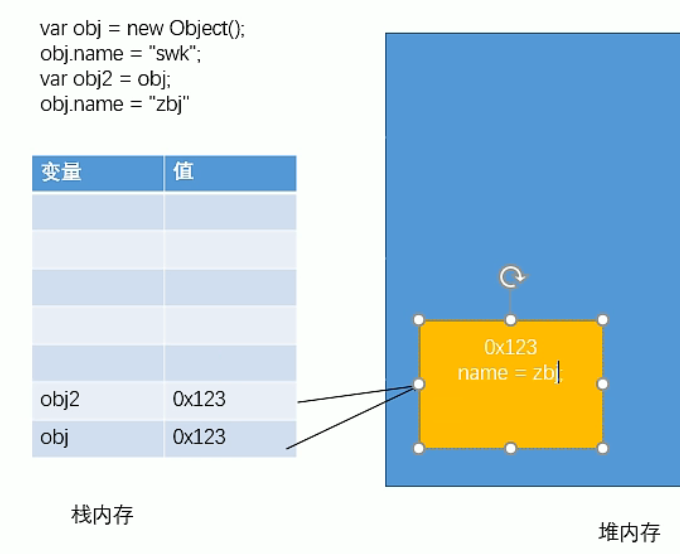 var obj = new Object();
obj.name = "swk";
var obj2 = obj;
obj.name = "zbj"
变量 值
obj2 0x123
obj 0x123
0x123
name = zbj;
栈内存
堆内存